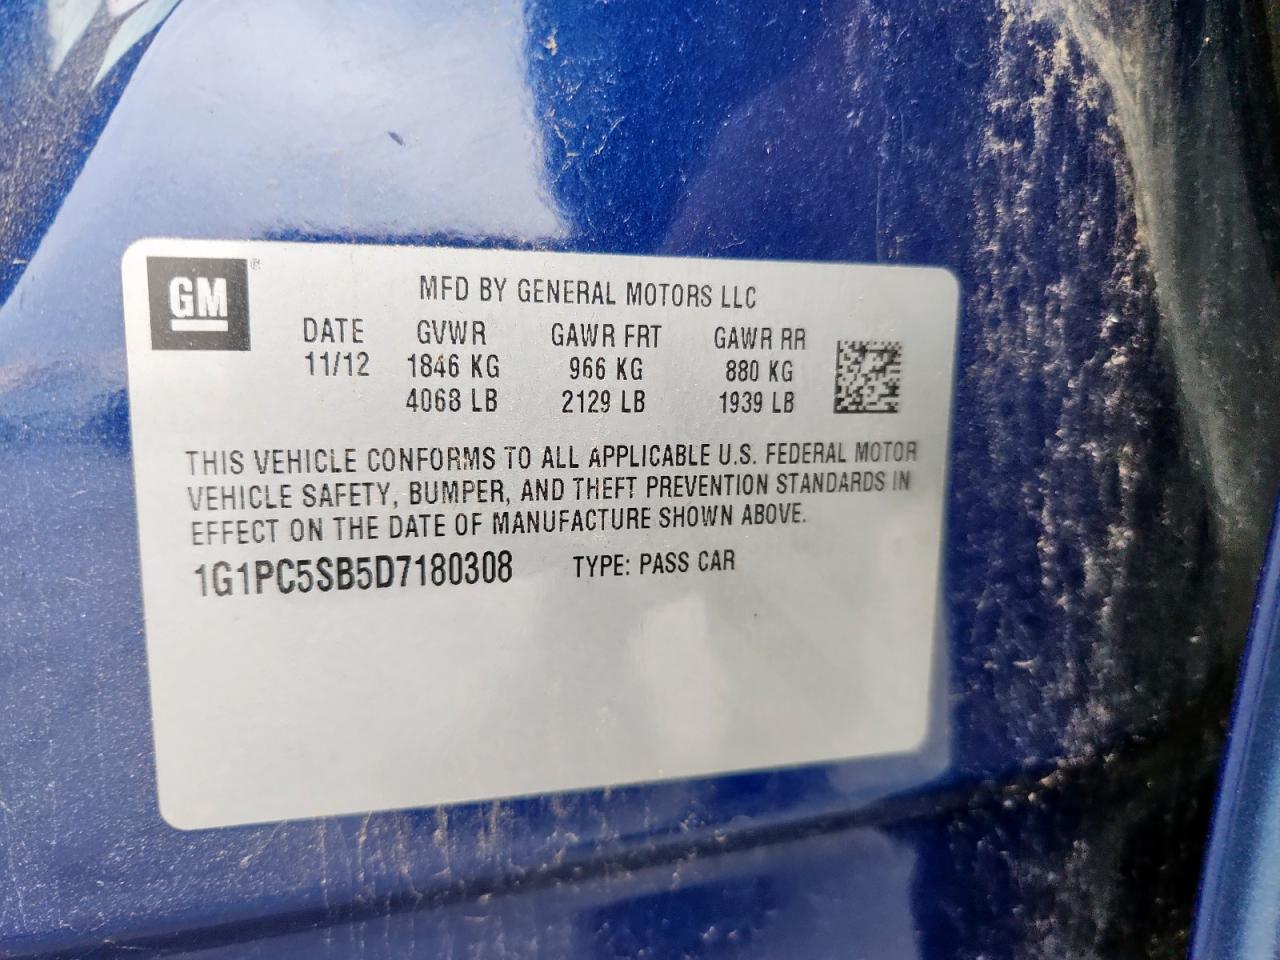 GM ®
MFD BY GENERAL MOTORS LLC
DATE GVWR GAWR FRT GAWR RR
11/12 1846 KG 966 KG 880 KG
4068 LB 2129 LB 1939 LB
THIS VEHICLE CONFORMS TO ALL APPLICABLE U.S. FEDERAL MOTOR
VEHICLE SAFETY, BUMPER, AND THEFT PREVENTION STANDARDS IN
EFFECT ON THE DATE OF MANUFACTURE SHOWN ABOVE.
1G1PC5SB5D7180308 TYPE: PASS CAR